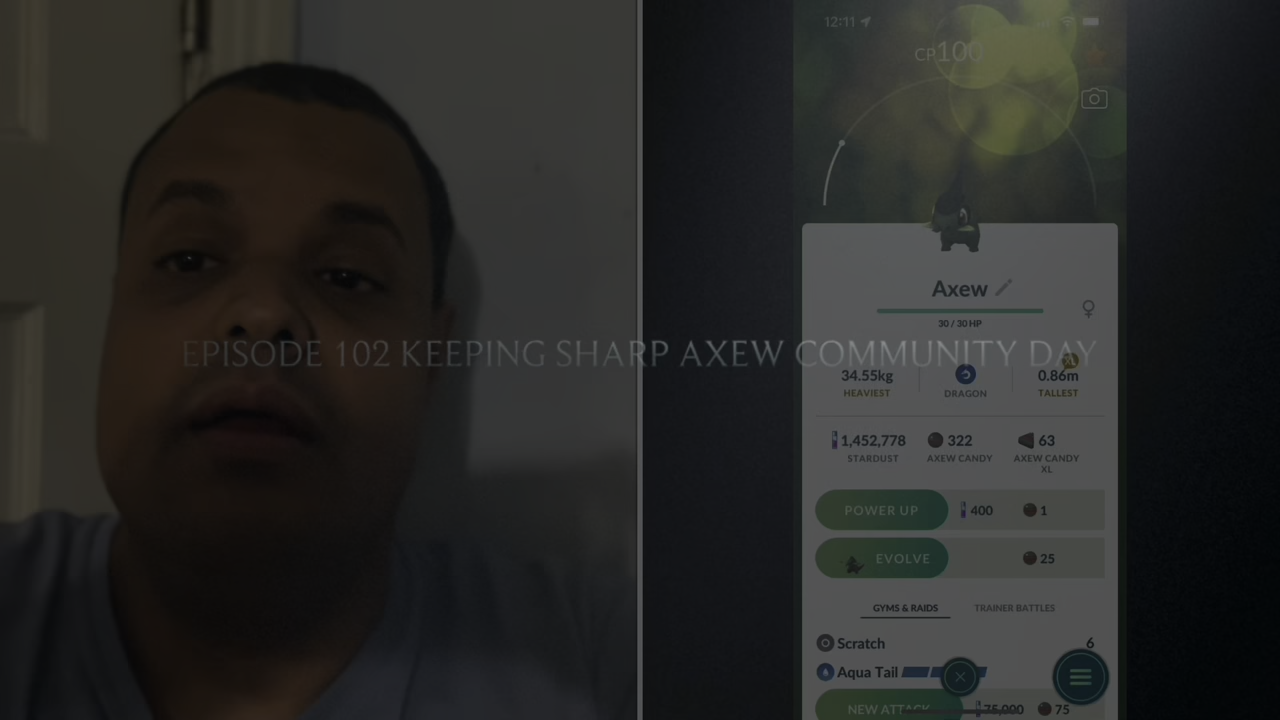 12:11
CP100
Axew
30 / 30 HP
EPISODE 102 KEEPING SHARP AXEW COMMUNITY DAY
34.55kg
HEAVIEST
DRAGON
0.86m
TALLEST
1,452,778
STARDUST
322
AXEW CANDY
63
AXEW CANDY
XL
POWER UP
400
1
EVOLVE
25
GYMS & RAIDS
TRAINER BATTLES
Scratch
6
Aqua Tail
NEW ATTACK
75,000
75